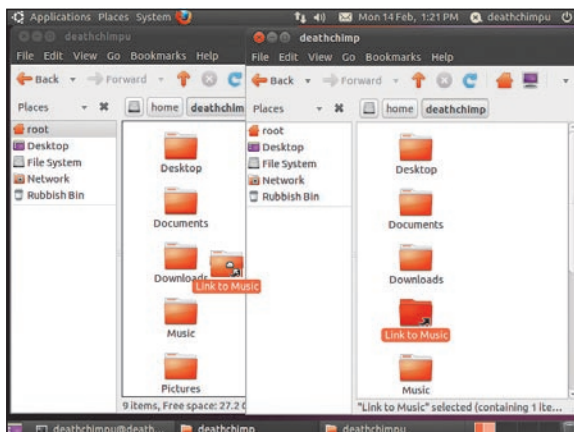 Applications Places System
Mon 14 Feb, 1:21 PM
deathchimpu
deathchimpu
File Edit View Go Bookmarks Help
Back
Forward
Places
home
deathchim
root
Desktop
File System
Network
Rubbish Bin
Desktop
Documents
Downloads
Link to Music
Music
Pictures
9 items, Free space: 27.2 G
deathchimp
File Edit View Go Bookmarks Help
Back
Forward
Places
home
deathchimp
root
Desktop
File System
Network
Rubbish Bin
Desktop
Documents
Downloads
Link to Music
Music
"Link to Music" selected (containing 1 ite...
deathchimpu@death...
deathchimp
deathchimpu